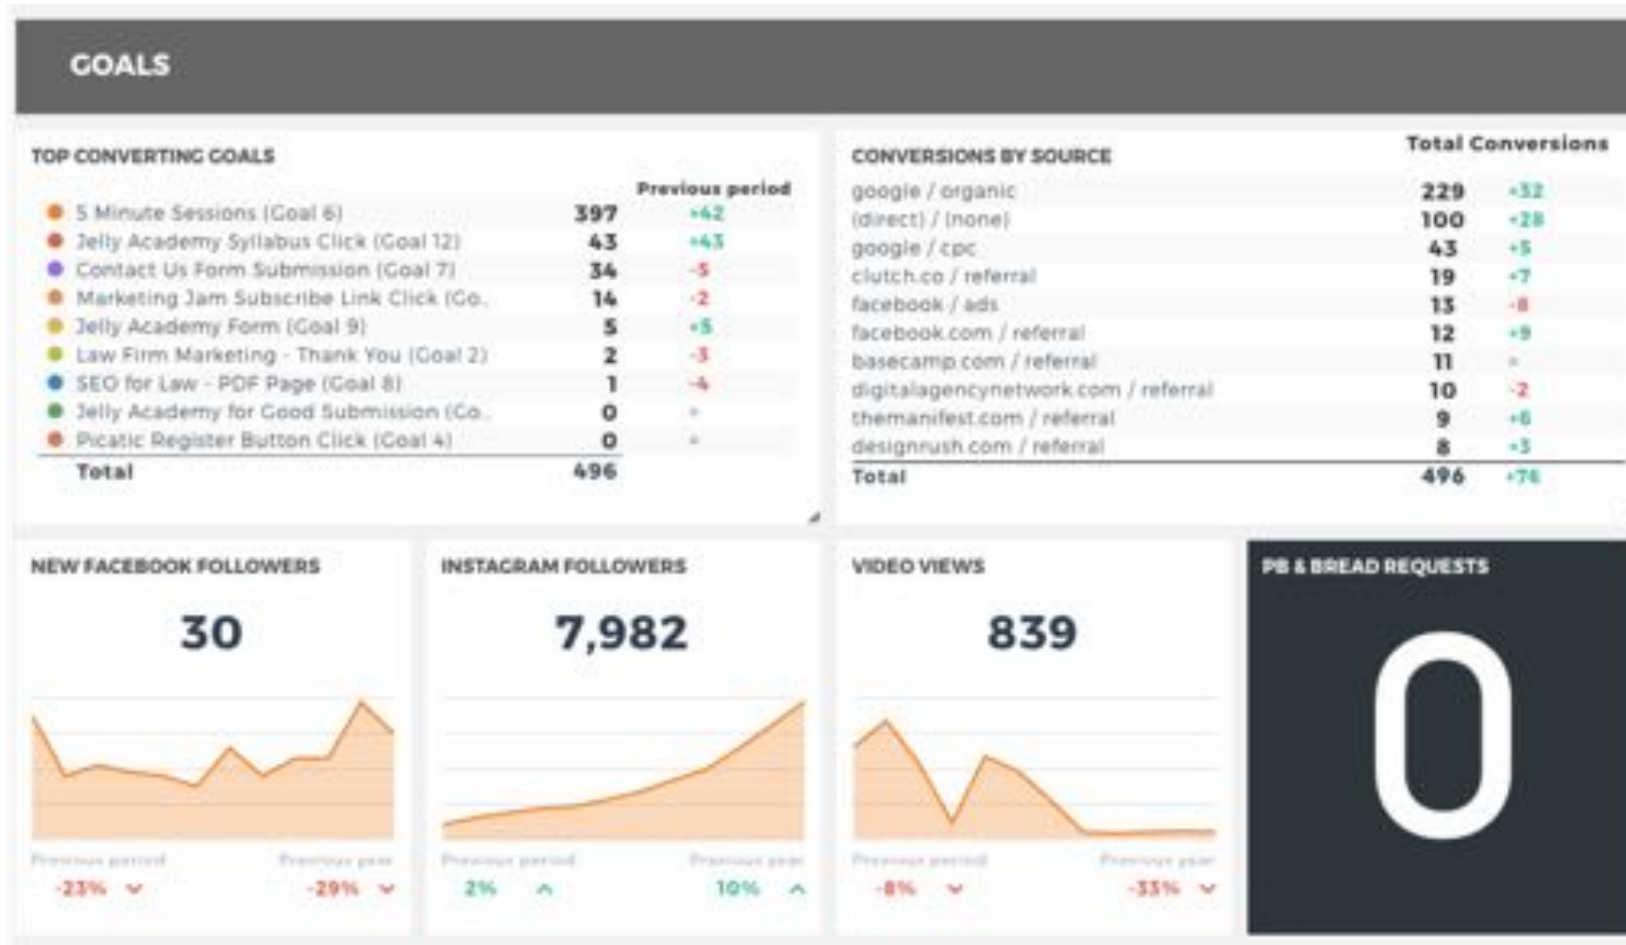 GOALS
TOP CONVERTING GOALS
Previous period
5 Minute Sessions (Goal 6) 397 +42
Jelly Academy Syllabus Click (Goal 12) 43 +43
Contact Us Form Submission (Goal 7) 34 -5
Marketing Jam Subscribe Link Click (Go.. 14 -2
Jelly Academy Form (Goal 9) 5 +5
Law Firm Marketing - Thank You (Goal 2) 2 -3
SEO for Law - PDF Page (Goal 8) 1 -4
Jelly Academy for Good Submission (Go.. 0
Picatic Register Button Click (Goal 4) 0
Total 496
CONVERSIONS BY SOURCE Total Conversions
google / organic 229 +32
(direct) / (none) 100 +28
google / cpc 43 +5
clutch.co / referral 19 +7
facebook / ads 13 -8
facebook.com / referral 12 +9
basecamp.com / referral 11
digitalagencynetwork.com / referral 10 -2
themanifest.com / referral 9 +6
designrush.com / referral 8 +3
Total 496 +76
NEW FACEBOOK FOLLOWERS
30
Previous period Previous year
-23% -29%
INSTAGRAM FOLLOWERS
7,982
Previous period Previous year
2% 10%
VIDEO VIEWS
839
Previous period Previous year
-8% -33%
PB & BREAD REQUESTS
0